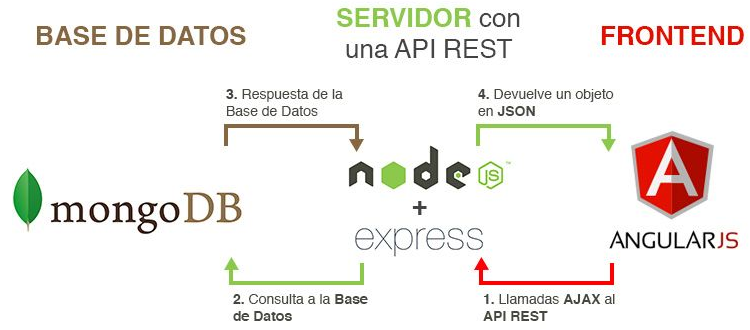 BASE DE DATOS
SERVIDOR con
una API REST
FRONTEND
3. Respuesta de la
Base de Datos
4. Devuelve un objeto
en JSON
mongoDB
node
JS
™
+
express
A
ANGULARJS
2. Consulta a la Base
de Datos
1. Llamadas AJAX al
API REST